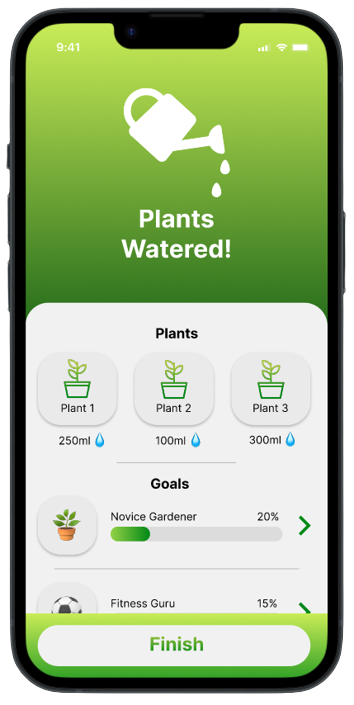 9:41
Plants
Watered!
Plants
Plant 1
Plant 2
Plant 3
250ml
100ml
300ml
Goals
Novice Gardener 20%
Fitness Guru 15%
Finish